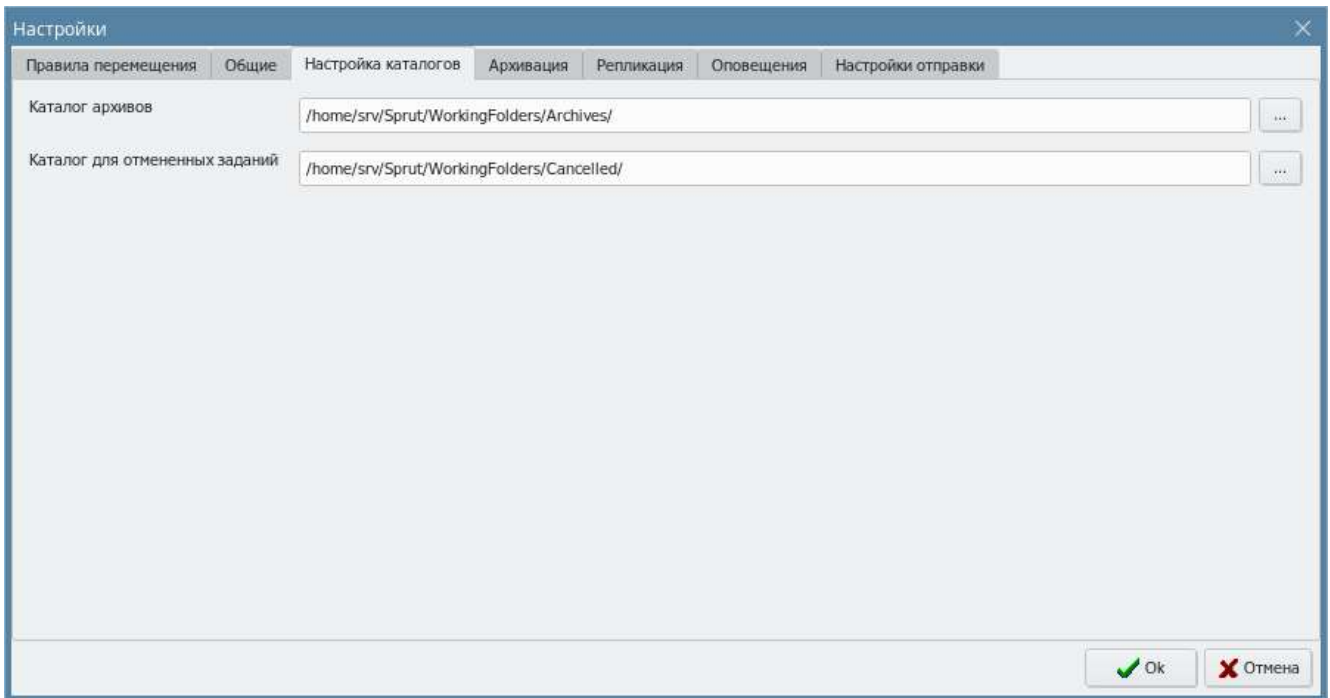 Настройки
Правила перемещения Общие Настройка каталогов Архивация Репликация Оповещения Настройки отправки
Каталог архивов /home/srv/Sprut/WorkingFolders/Archives/ ...
Каталог для отмененных заданий /home/srv/Sprut/WorkingFolders/Cancelled/ ...
Ok Отмена